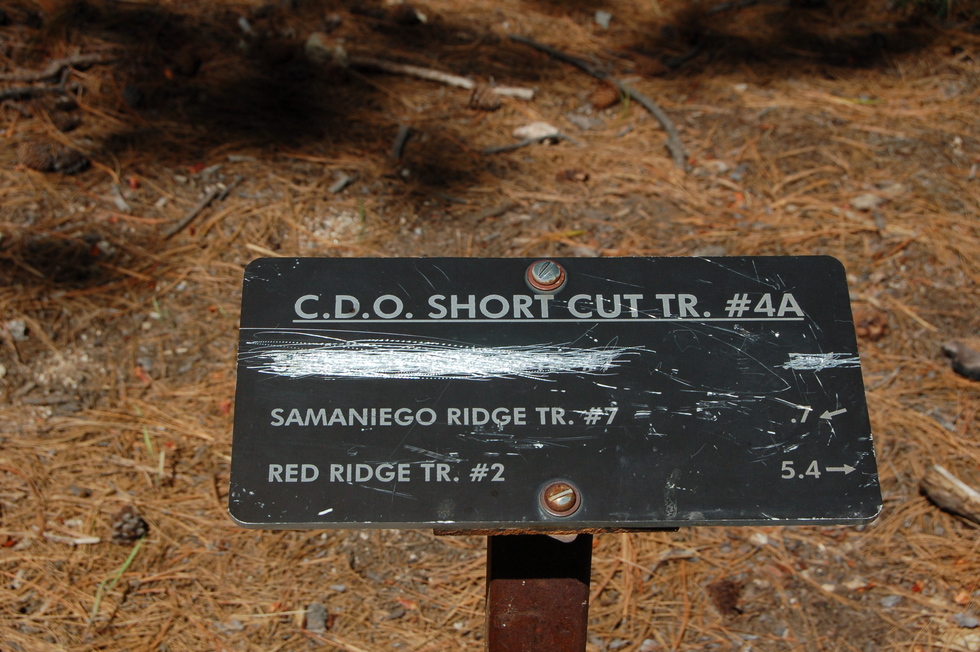 C.D.O. SHORT CUT TR. #4A
SAMANIEGO RIDGE TR. #7 .7←
RED RIDGE TR. #2 5.4→